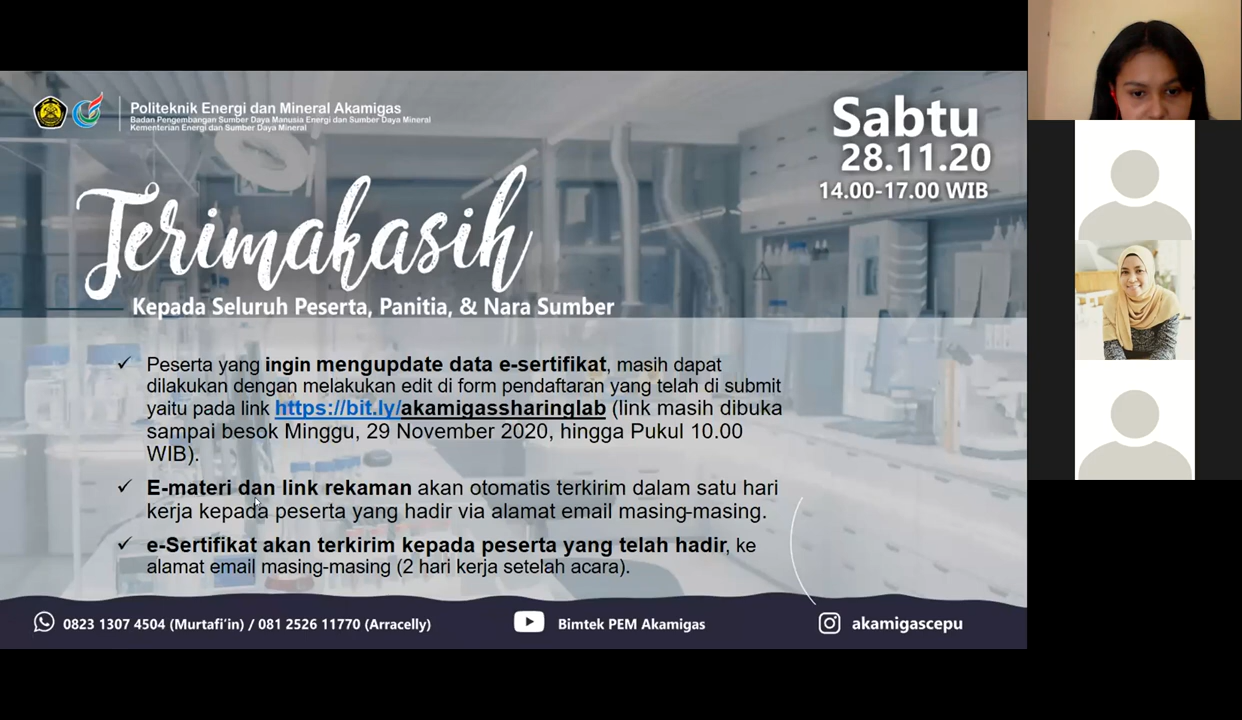 Politeknik Energi dan Mineral Akamigas
Badan Pengembangan Sumber Daya Manusia Energi dan Sumber Daya Mineral
Kementerian Energi dan Sumber Daya Mineral
Sabtu
28.11.20
14.00-17.00 WIB
Terimakasih
Kepada Seluruh Peserta, Panitia, & Nara Sumber
✓ Peserta yang ingin mengupdate data e-sertifikat, masih dapat
dilakukan dengan melakukan edit di form pendaftaran yang telah di submit
yaitu pada link https://bit.ly/akamigassharinglab (link masih dibuka
sampai besok Minggu, 29 November 2020, hingga Pukul 10.00
WIB).
✓ E-materi dan link rekaman akan otomatis terkirim dalam satu hari
kerja kepada peserta yang hadir via alamat email masing-masing.
✓ e-Sertifikat akan terkirim kepada peserta yang telah hadir, ke
alamat email masing-masing (2 hari kerja setelah acara).
0823 1307 4504 (Murtafi'in) / 081 2526 11770 (Arracelly)
Bimtek PEM Akamigas
akamigascepu